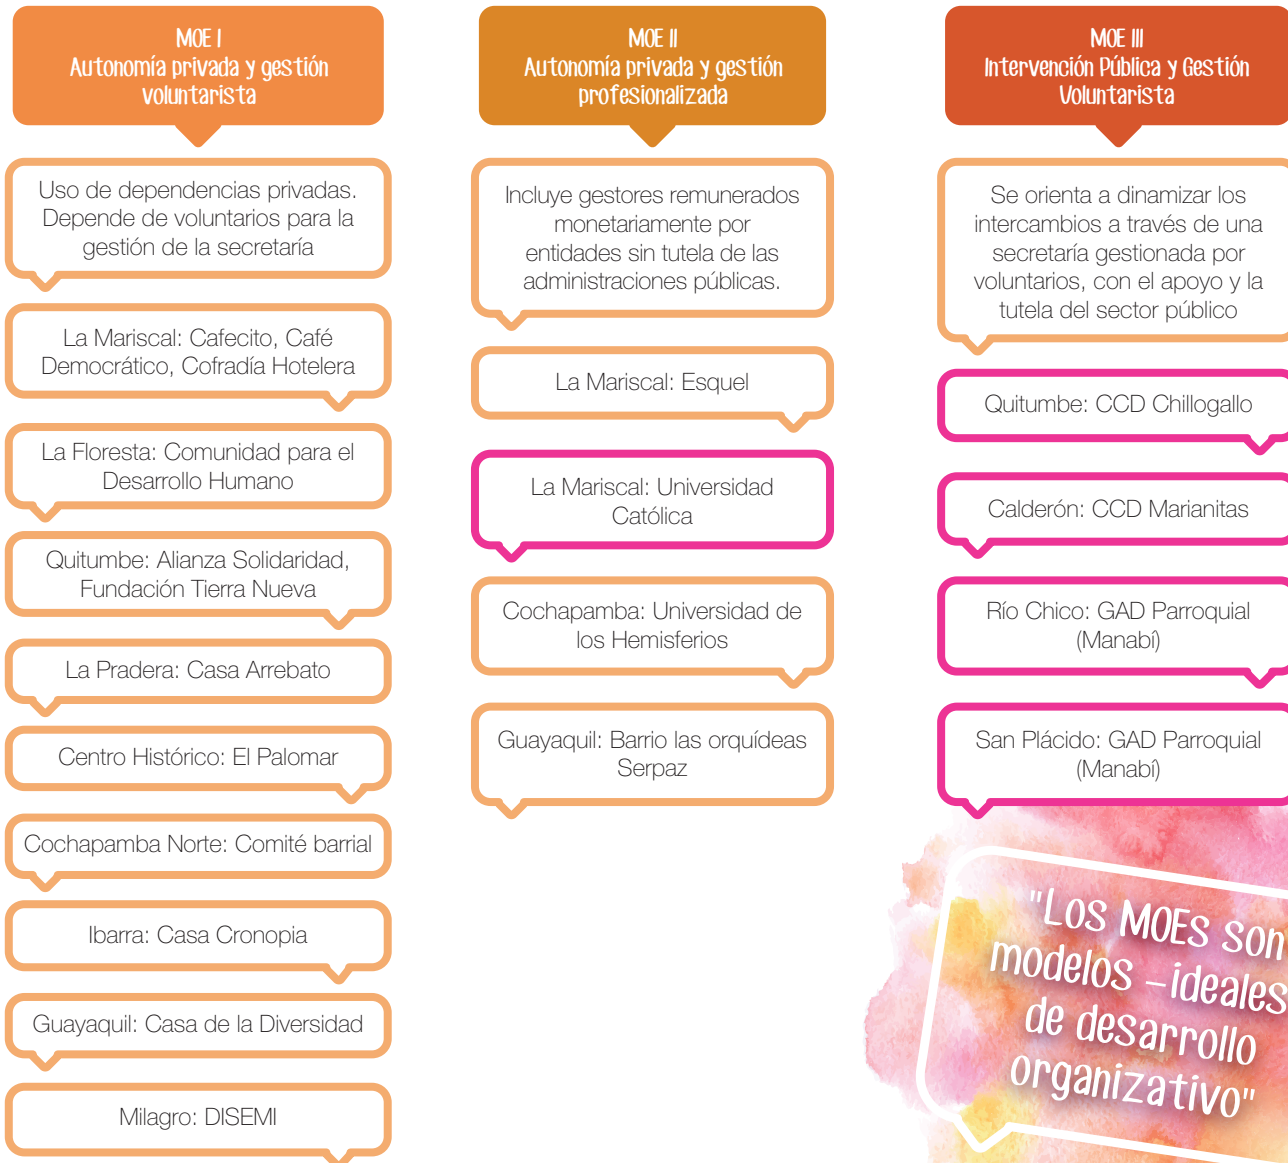 MOE I
Autonomía privada y gestión
voluntarista
Uso de dependencias privadas.
Depende de voluntarios para la
gestión de la secretaría
La Mariscal: Cafecito, Café
Democrático, Cofradía Hotelera
La Floresta: Comunidad para el
Desarrollo Humano
Quitumbe: Alianza Solidaridad,
Fundación Tierra Nueva
La Pradera: Casa Arrebato
Centro Histórico: El Palomar
Cochapamba Norte: Comité barrial
Ibarra: Casa Cronopia
Guayaquil: Casa de la Diversidad
Milagro: DISEMI
MOE II
Autonomía privada y gestión
profesionalizada
Incluye gestores remunerados
monetariamente por
entidades sin tutela de las
administraciones públicas.
La Mariscal: Esquel
La Mariscal: Universidad
Católica
Cochapamba: Universidad de
los Hemisferios
Guayaquil: Barrio las orquídeas
Serpaz
MOE III
Intervención Pública y Gestión
Voluntarista
Se orienta a dinamizar los
intercambios a través de una
secretaría gestionada por
voluntarios, con el apoyo y la
tutela del sector público
Quitumbe: CCD Chillogallo
Calderón: CCD Marianitas
Río Chico: GAD Parroquial
(Manabí)
San Plácido: GAD Parroquial
(Manabí)
"Los MOEs son
modelos –ideales
de desarrollo
organizativo"